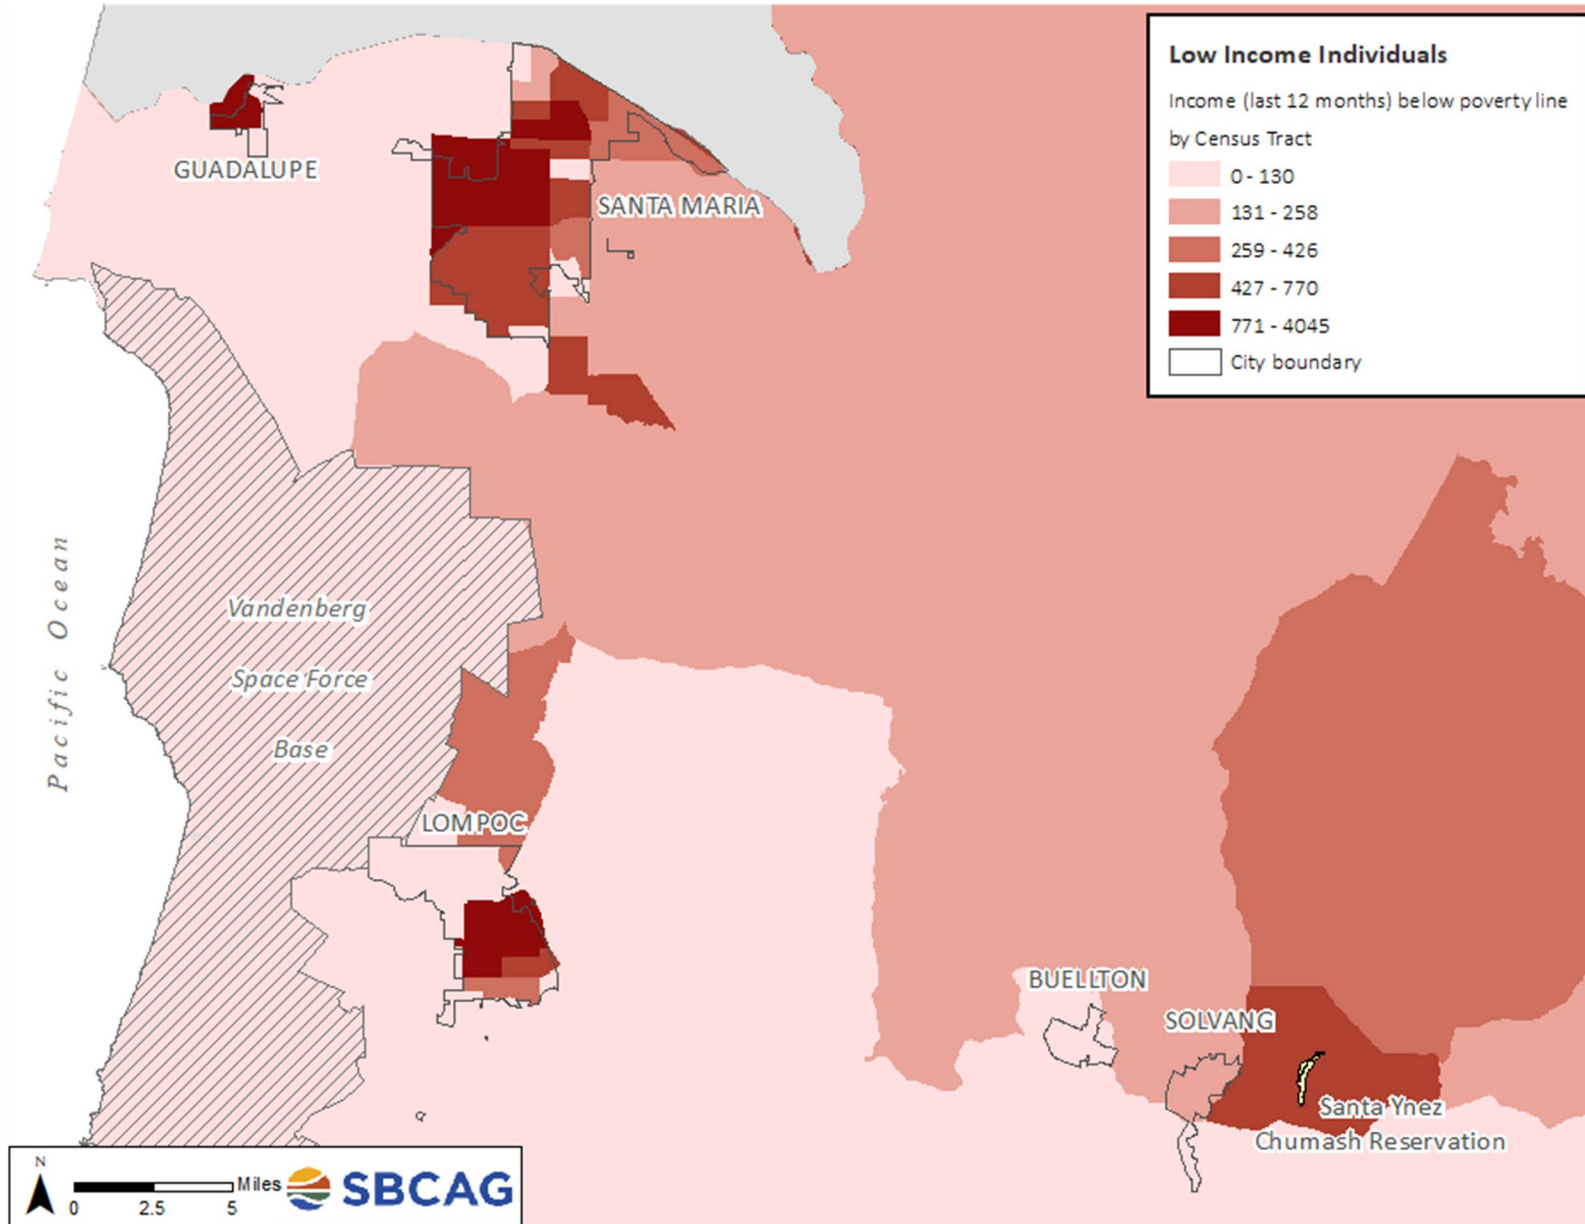 Low Income Individuals
Income (last 12 months) below poverty line
by Census Tract
0 - 130
131 - 258
259 - 426
427 - 770
771 - 4045
City boundary
GUADALUPE
SANTA MARIA
Pacific Ocean
Vandenberg
Space Force
Base
LOMPOC
BUELLTON
SOLVANG
Santa Ynez
Chumash Reservation
N
0 2.5 5 Miles
SBCAG